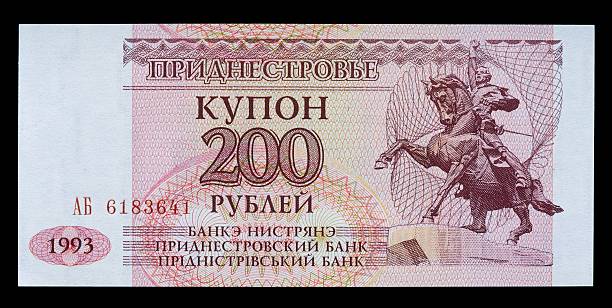 ПРИДНЕСТРОВЬЕ
КУПОН
200
РУБЛЕЙ
АБ 6183641
1993
БАНКЭ НИСТРЯНЭ
ПРИДНЕСТРОВСКИЙ БАНК
ПРІДНІСТРІВСЬКИЙ БАНК